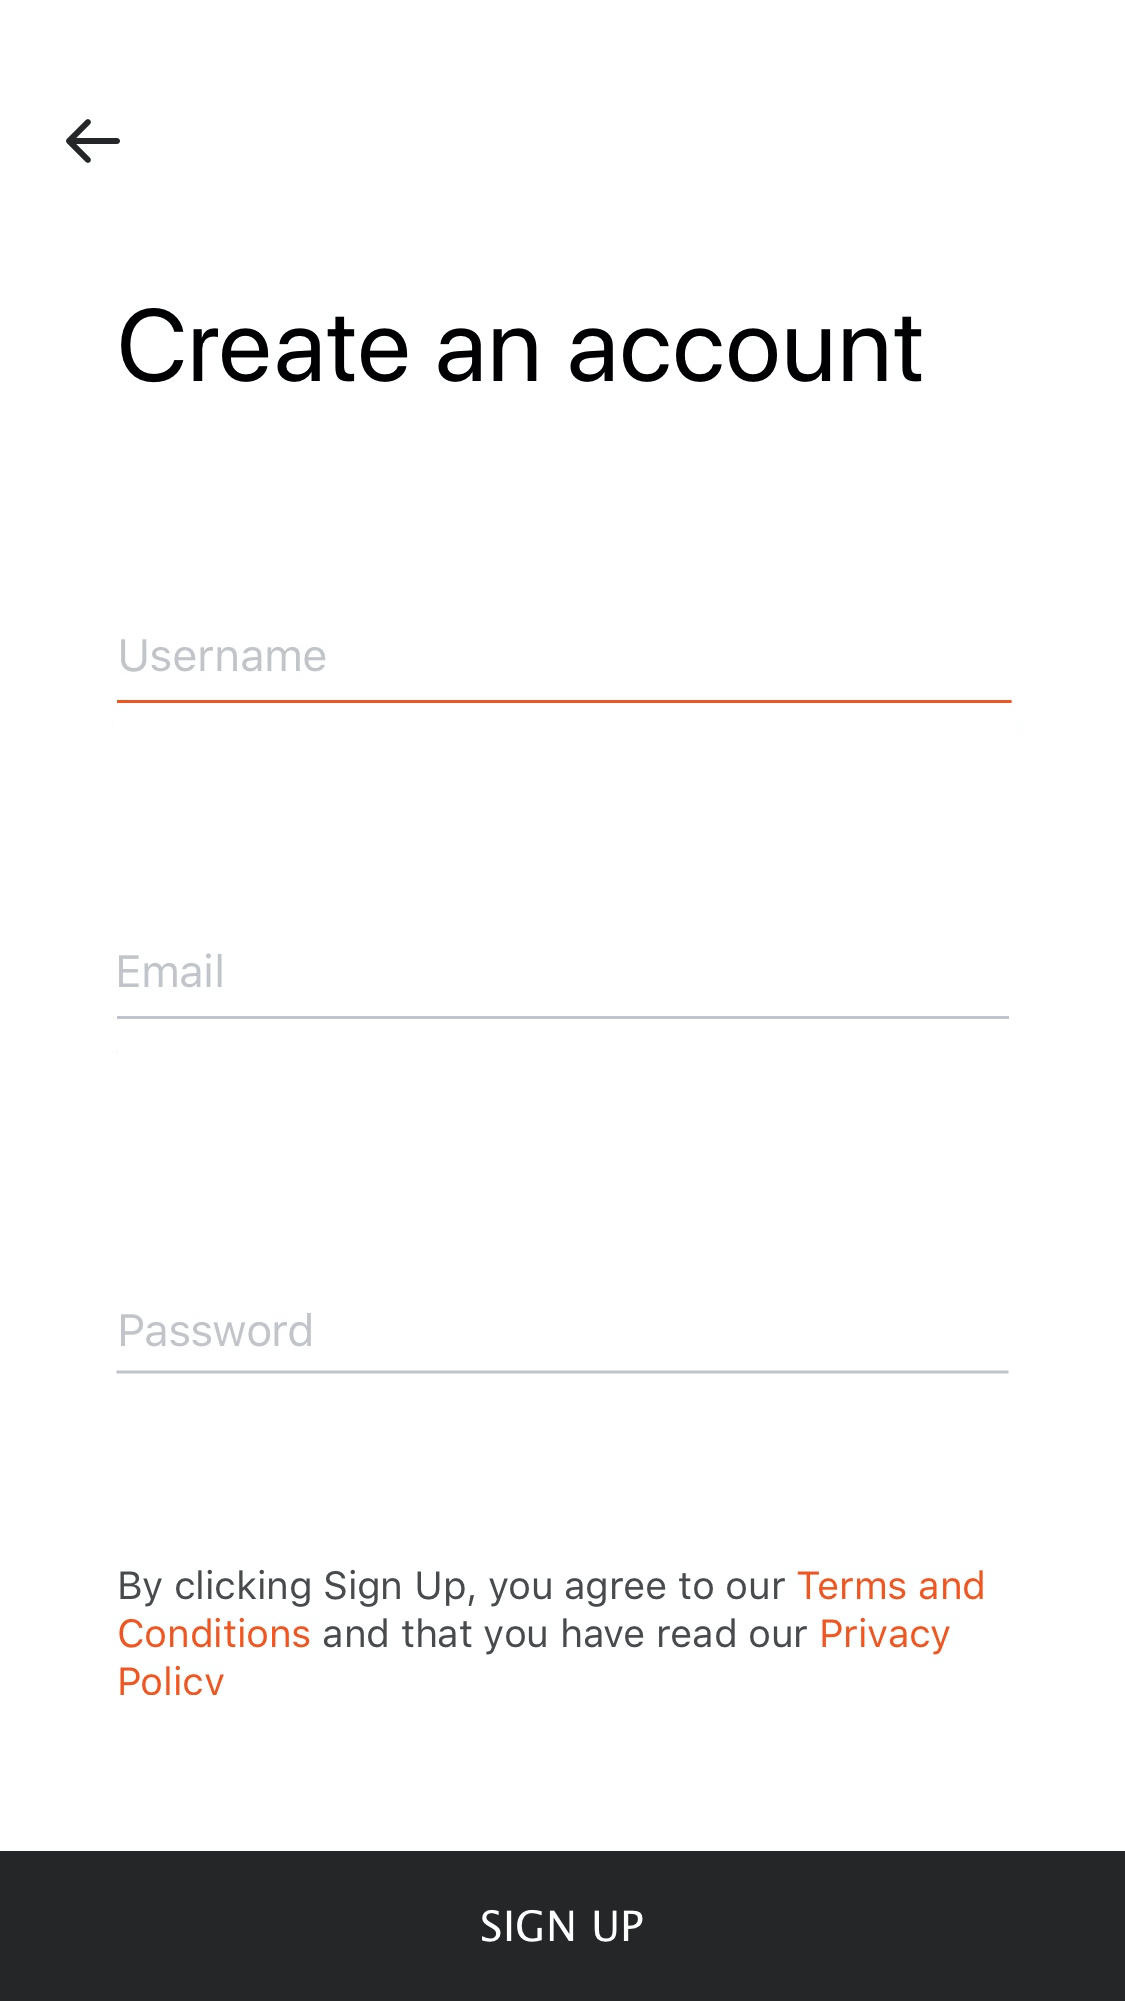 Create an account
Username
Email
Password
By clicking Sign Up, you agree to our Terms and
Conditions and that you have read our Privacy
Policy
SIGN UP